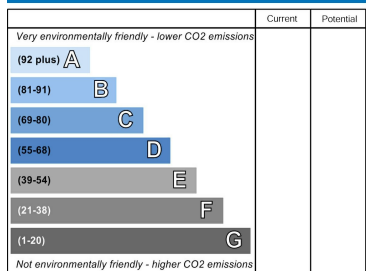 Current Potential
Very environmentally friendly - lower CO2 emissions
(92 plus) A
(81-91) B
(69-80) C
(55-68) D
(39-54) E
(21-38) F
(1-20) G
Not environmentally friendly - higher CO2 emissions